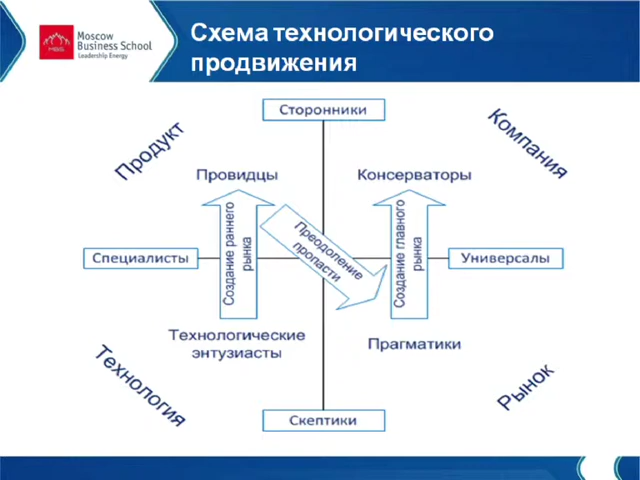 Moscow
Business School
Leadership Energy
MBS
Схема технологического
продвижения
Сторонники
Продукт
Компания
Провидцы
Консерваторы
Создание раннего
рынка
Преодоление
пропасти
Создание главного
рынка
Специалисты
Универсалы
Технологические
энтузиасты
Прагматики
Технология
Рынок
Скептики